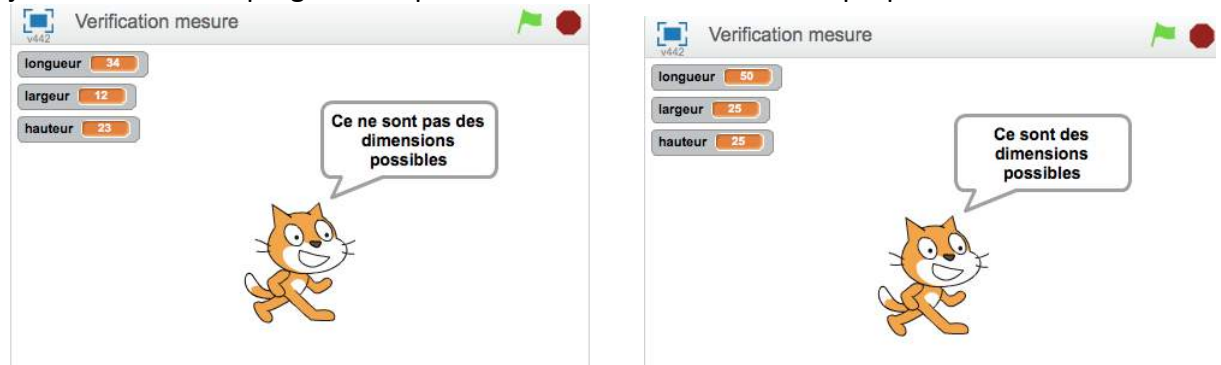 Verification mesure
v442
longueur 34
largeur 12
hauteur 23
Ce ne sont pas des
dimensions
possibles
Verification mesure
v442
longueur 50
largeur 25
hauteur 25
Ce sont des
dimensions
possibles